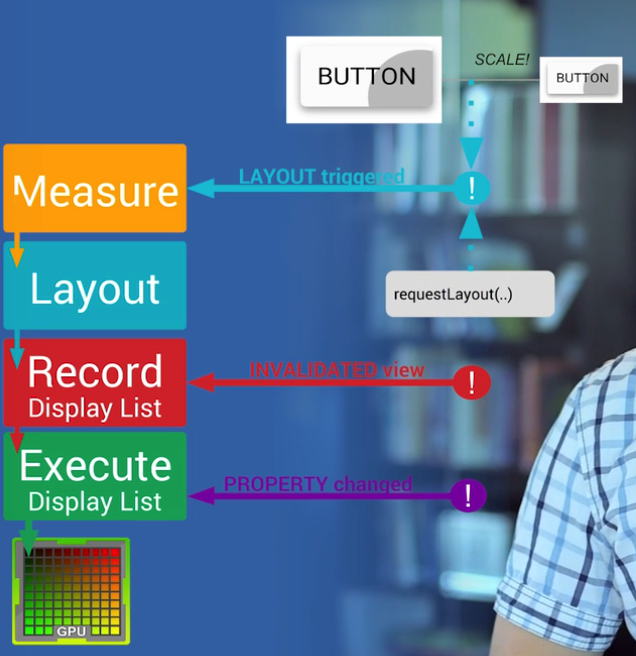 BUTTON
SCALE!
BUTTON
Measure
LAYOUT triggered
!
Layout
requestLayout(..)
Record
Display List
INVALIDATED view
!
Execute
Display List
PROPERTY changed
!
GPU